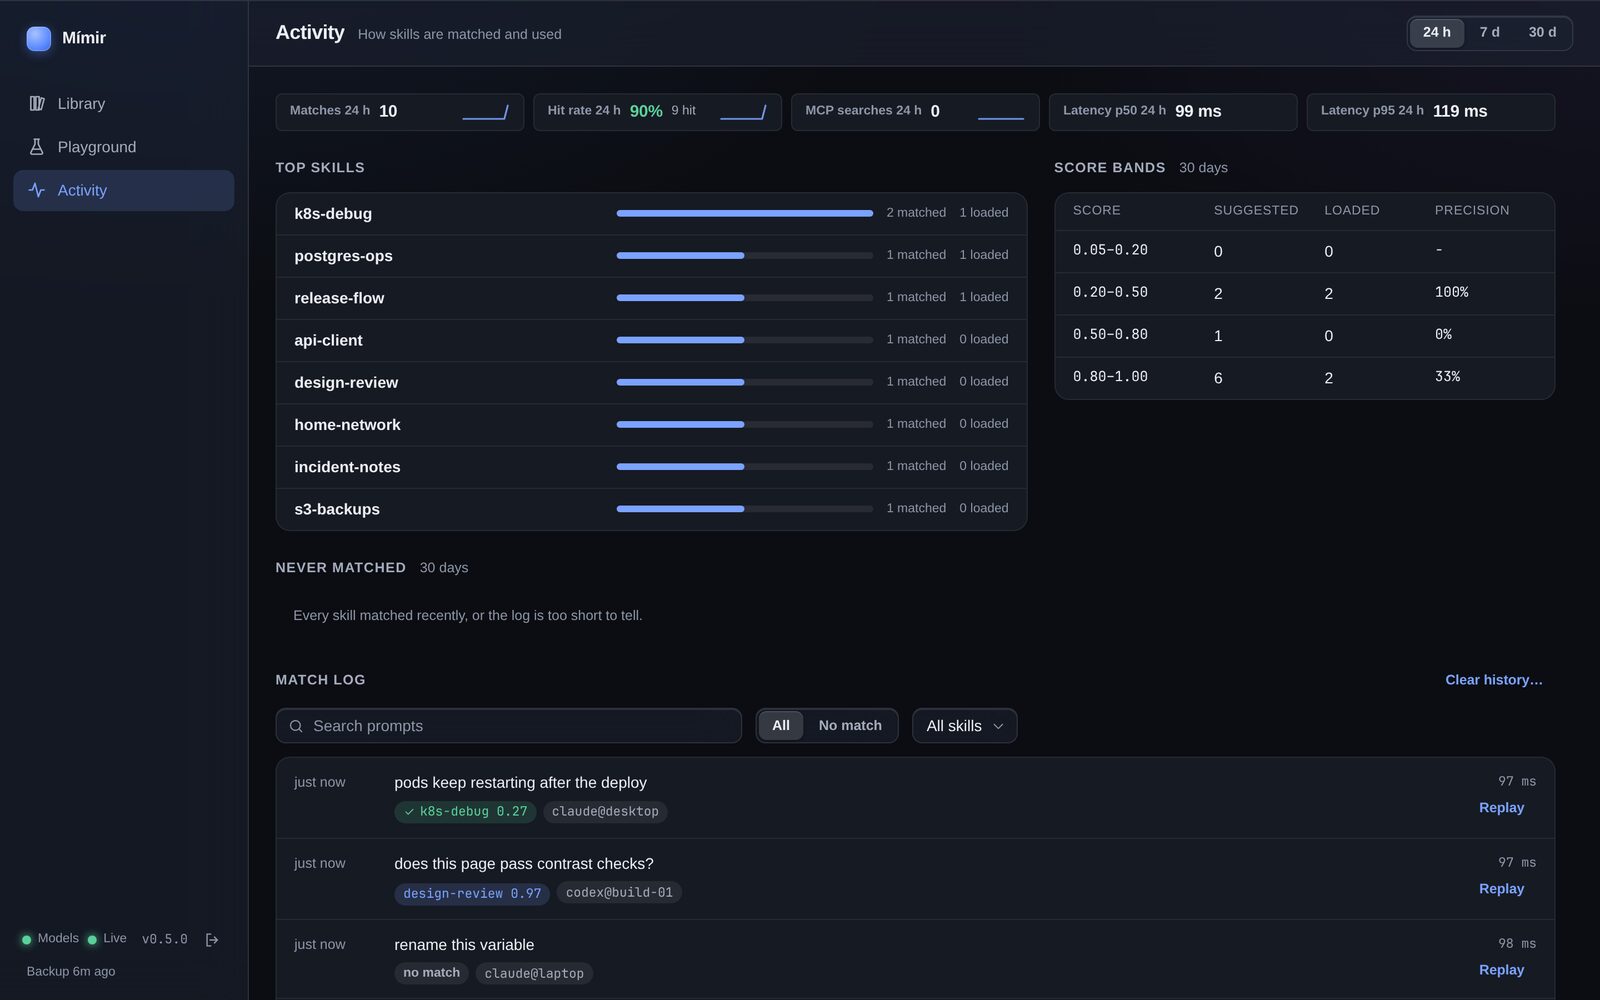 Mímir
Library
Playground
Activity
Models Live v0.5.0
Backup 6m ago
Activity How skills are matched and used
24 h 7 d 30 d
Matches 24 h 10
Hit rate 24 h 90% 9 hit
MCP searches 24 h 0
Latency p50 24 h 99 ms
Latency p95 24 h 119 ms
TOP SKILLS
k8s-debug 2 matched 1 loaded
postgres-ops 1 matched 1 loaded
release-flow 1 matched 1 loaded
api-client 1 matched 0 loaded
design-review 1 matched 0 loaded
home-network 1 matched 0 loaded
incident-notes 1 matched 0 loaded
s3-backups 1 matched 0 loaded
SCORE BANDS 30 days
SCORE SUGGESTED LOADED PRECISION
0.05–0.20 0 0 -
0.20–0.50 2 2 100%
0.50–0.80 1 0 0%
0.80–1.00 6 2 33%
NEVER MATCHED 30 days
Every skill matched recently, or the log is too short to tell.
MATCH LOG Clear history…
Search prompts All No match All skills
just now pods keep restarting after the deploy 97 ms
k8s-debug 0.27 claude@desktop Replay
just now does this page pass contrast checks? 97 ms
design-review 0.97 codex@build-01 Replay
just now rename this variable 98 ms
no match claude@laptop Replay